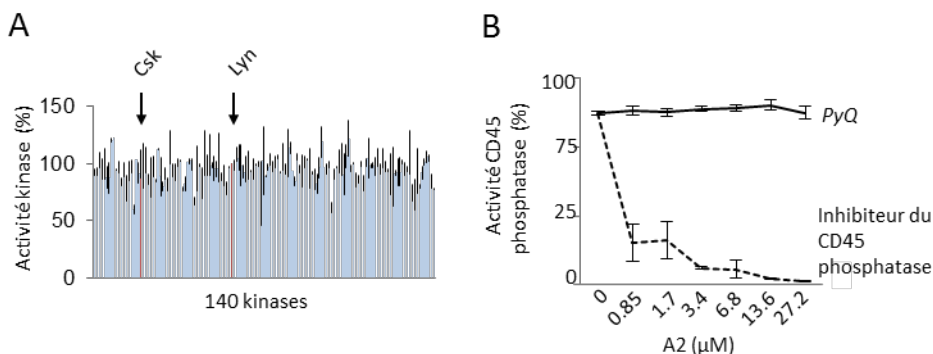 A
Csk
Lyn
Activité kinase (%)
150
100
50
0
140 kinases
B
Activité CD45
phosphatase (%)
100
75
25
0
PyQ
Inhibiteur du
CD45
phosphatase
0
0.85
1.7
3.4
6.8
13.6
27.2
A2 (µM)